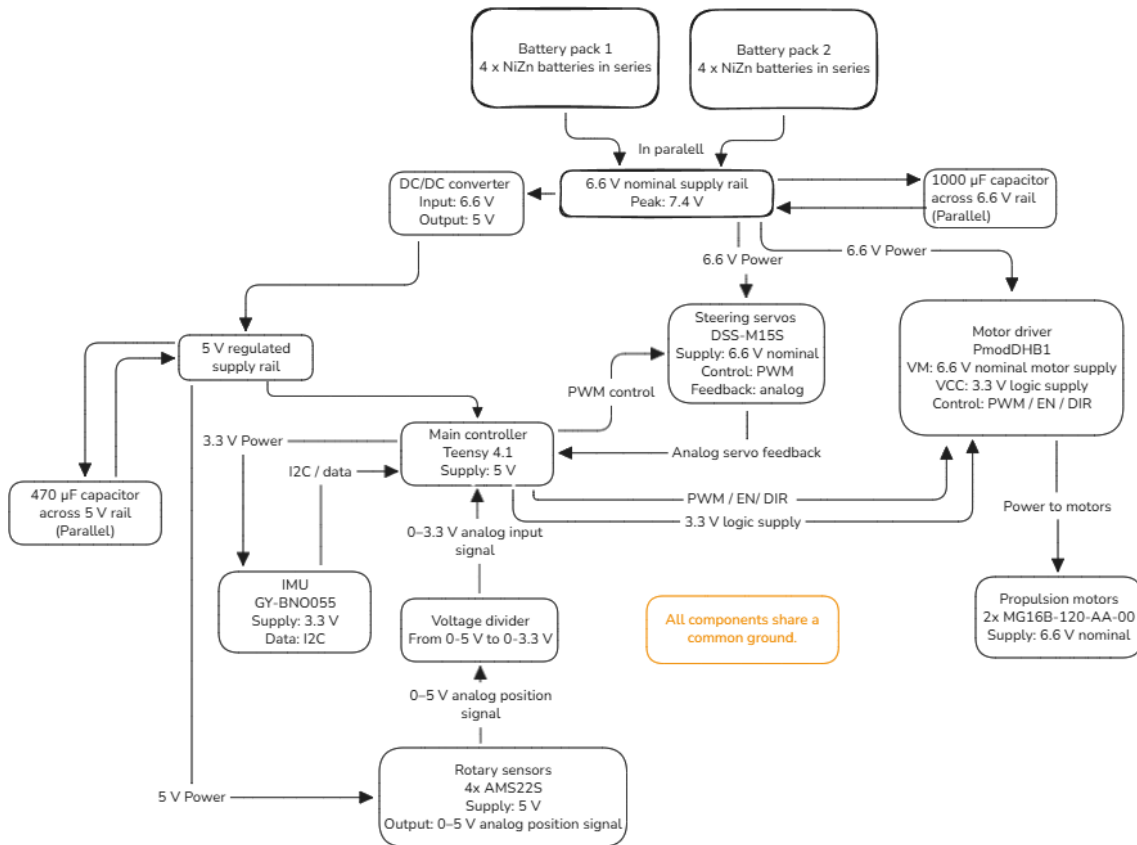 Battery pack 1
4 x NiZn batteries in series
Battery pack 2
4 x NiZn batteries in series
In paralell
DC/DC converter
Input: 6.6 V
Output: 5 V
6.6 V nominal supply rail
Peak: 7.4 V
1000 µF capacitor
across 6.6 V rail
(Parallel)
6.6 V Power
6.6 V Power
5 V regulated
supply rail
Steering servos
DSS-M15S
Supply: 6.6 V nominal
Control: PWM
Feedback: analog
Motor driver
PmodDHB1
VM: 6.6 V nominal motor supply
VCC: 3.3 V logic supply
Control: PWM / EN / DIR
PWM control
3.3 V Power
Main controller
Teensy 4.1
Supply: 5 V
Analog servo feedback
I2C / data
470 µF capacitor
across 5 V rail
(Parallel)
PWM / EN/ DIR
3.3 V logic supply
Power to motors
0–3.3 V analog input
signal
IMU
GY-BNO055
Supply: 3.3 V
Data: I2C
Voltage divider
From 0-5 V to 0-3.3 V
All components share a
common ground.
Propulsion motors
2x MG16B-120-AA-00
Supply: 6.6 V nominal
0–5 V analog position
signal
5 V Power
Rotary sensors
4x AMS22S
Supply: 5 V
Output: 0–5 V analog position signal